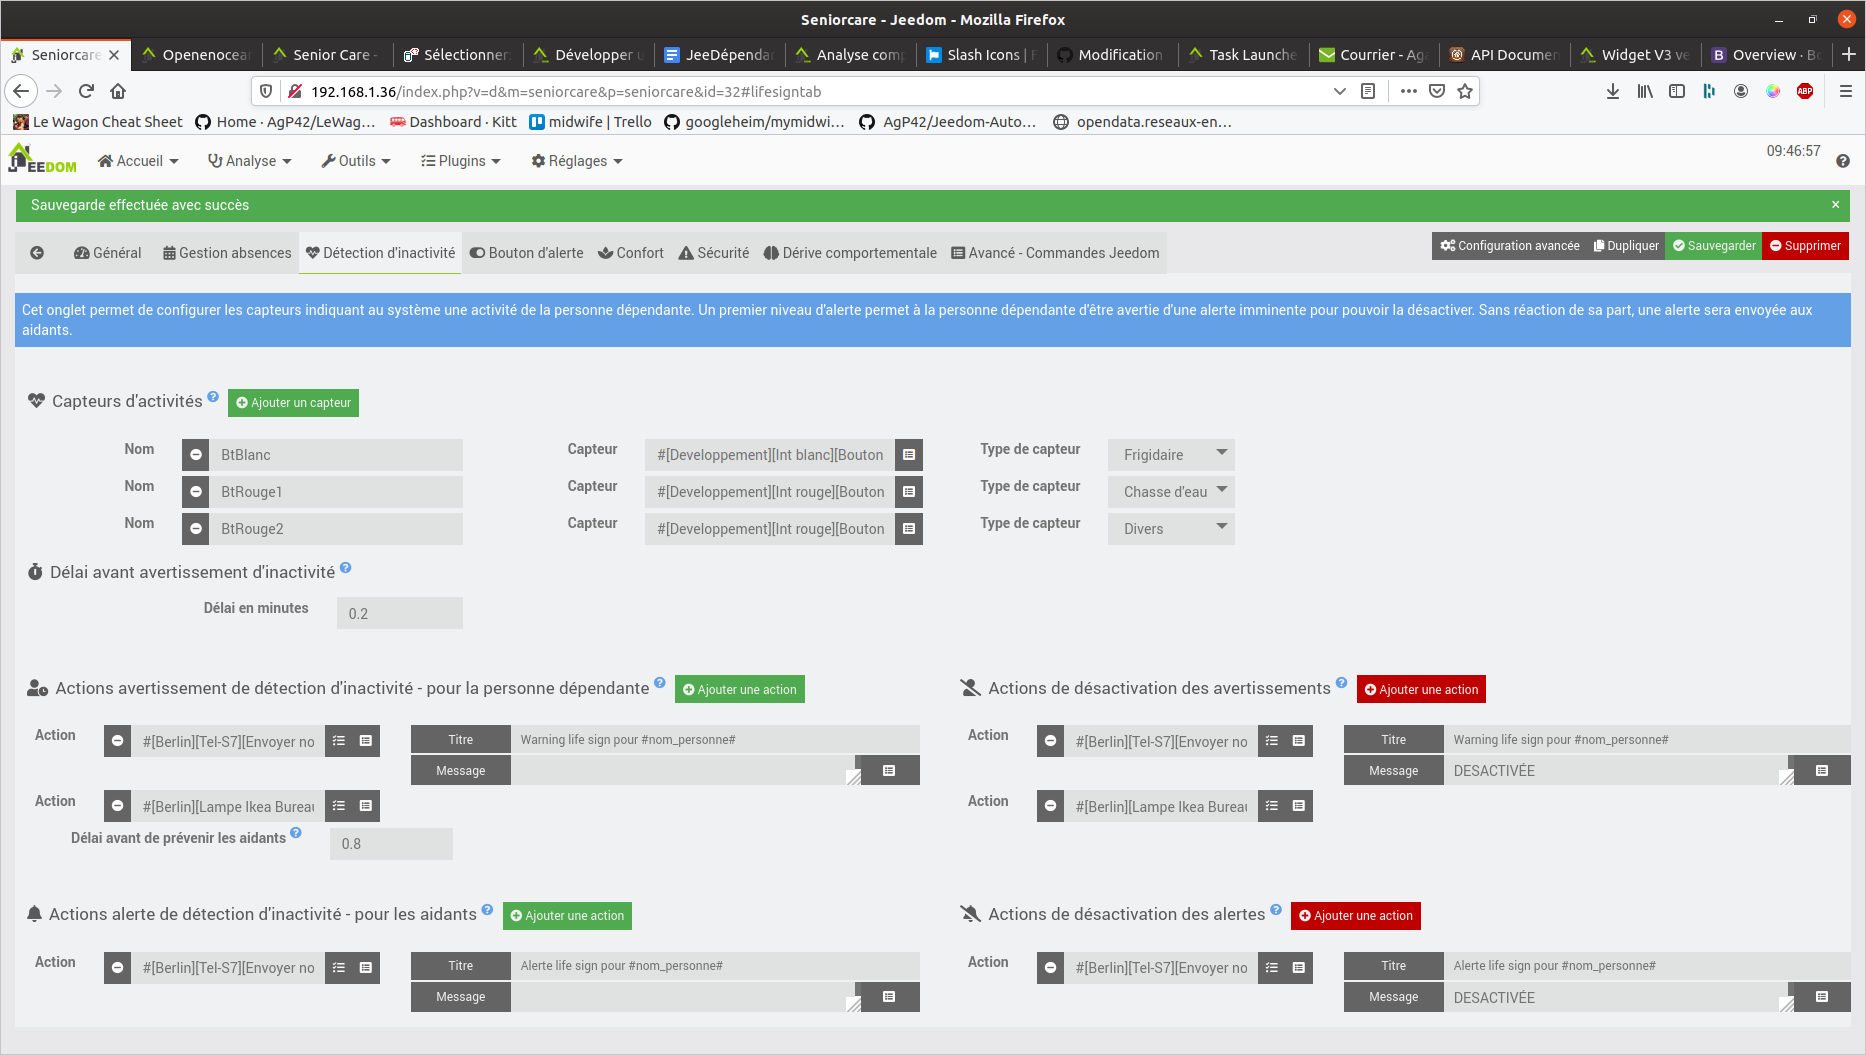 Seniorcare - Jeedom - Mozilla Firefox
Seniorcare Openenocean Senior Care - Sélectionner Développer u JeeDépendan Analyse comp Slash Icons | F Modification Task Launche Courrier - Ag API Documen Widget V3 ve Overview · Bo
192.168.1.36/index.php?v=d&m=seniorcare&p=seniorcare&id=32#lifesigntab
ABP
Le Wagon Cheat Sheet Home · AgP42/LeWag... Dashboard · Kitt midwife | Trello googleheim/mymidwi... AgP42/Jeedom-Auto... opendata.reseaux-en...
JEEDOM Accueil Analyse Outils Plugins Réglages 09:46:57
Sauvegarde effectuée avec succès ×
Général Gestion absences Détection d'inactivité Bouton d'alerte Confort Sécurité Dérive comportementale Avancé - Commandes Jeedom Configuration avancée Dupliquer Sauvegarder Supprimer
Cet onglet permet de configurer les capteurs indiquant au système une activité de la personne dépendante. Un premier niveau d'alerte permet à la personne dépendante d'être avertie d'une alerte imminente pour pouvoir la désactiver. Sans réaction de sa part, une alerte sera envoyée aux
aidants.
Capteurs d'activités ? Ajouter un capteur
Nom BtBlanc Capteur #[Developpement][Int blanc][Bouton Type de capteur Frigidaire
Nom BtRouge1 Capteur #[Developpement][Int rouge][Bouton Type de capteur Chasse d'eau
Nom BtRouge2 Capteur #[Developpement][Int rouge][Bouton Type de capteur Divers
Délai avant avertissement d'inactivité ?
Délai en minutes 0.2
Actions avertissement de détection d'inactivité - pour la personne dépendante ? Ajouter une action
Action #[Berlin][Tel-S7][Envoyer no Titre Warning life sign pour #nom_personne#
Message
Action #[Berlin][Lampe Ikea Bureau
Délai avant de prévenir les aidants ? 0.8
Actions de désactivation des avertissements ? Ajouter une action
Action #[Berlin][Tel-S7][Envoyer no Titre Warning life sign pour #nom_personne#
Message DESACTIVÉE
Action #[Berlin][Lampe Ikea Bureau
Actions alerte de détection d'inactivité - pour les aidants ? Ajouter une action
Action #[Berlin][Tel-S7][Envoyer no Titre Alerte life sign pour #nom_personne#
Message
Actions de désactivation des alertes ? Ajouter une action
Action #[Berlin][Tel-S7][Envoyer no Titre Alerte life sign pour #nom_personne#
Message DESACTIVÉE